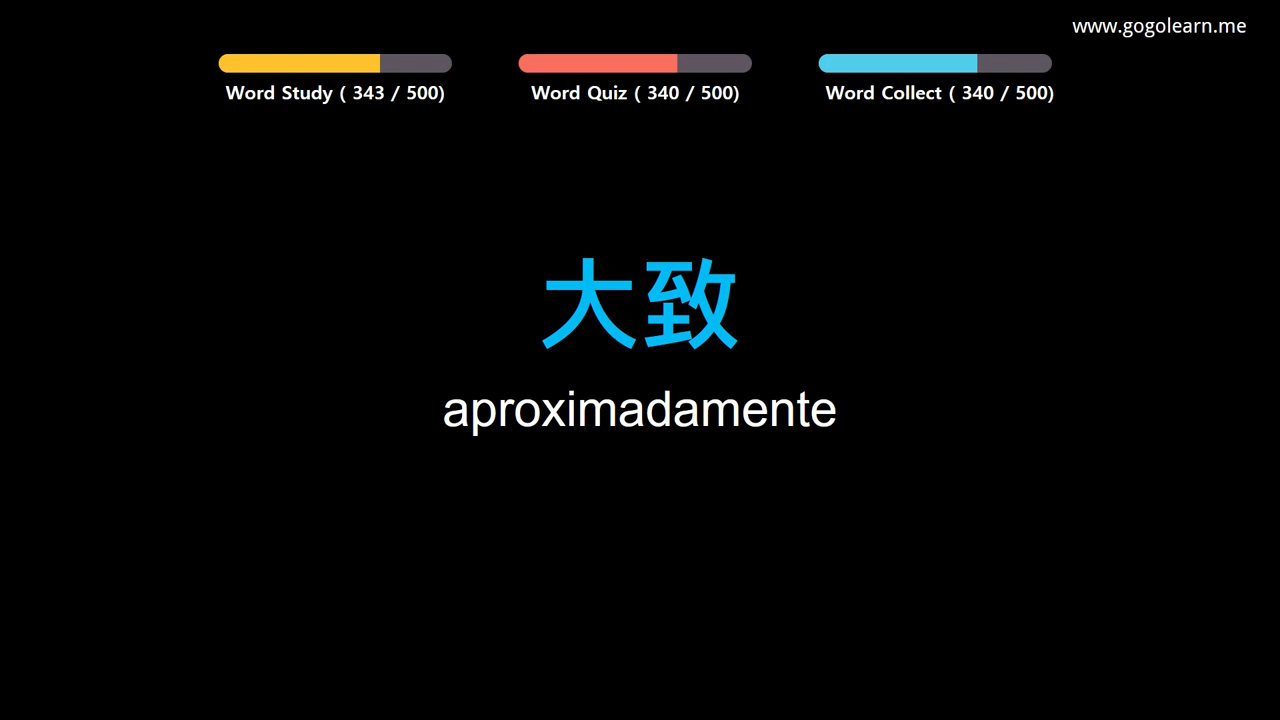 www.gogolearn.me
Word Study ( 343 / 500)
Word Quiz ( 340 / 500)
Word Collect ( 340 / 500)
大致
aproximadamente